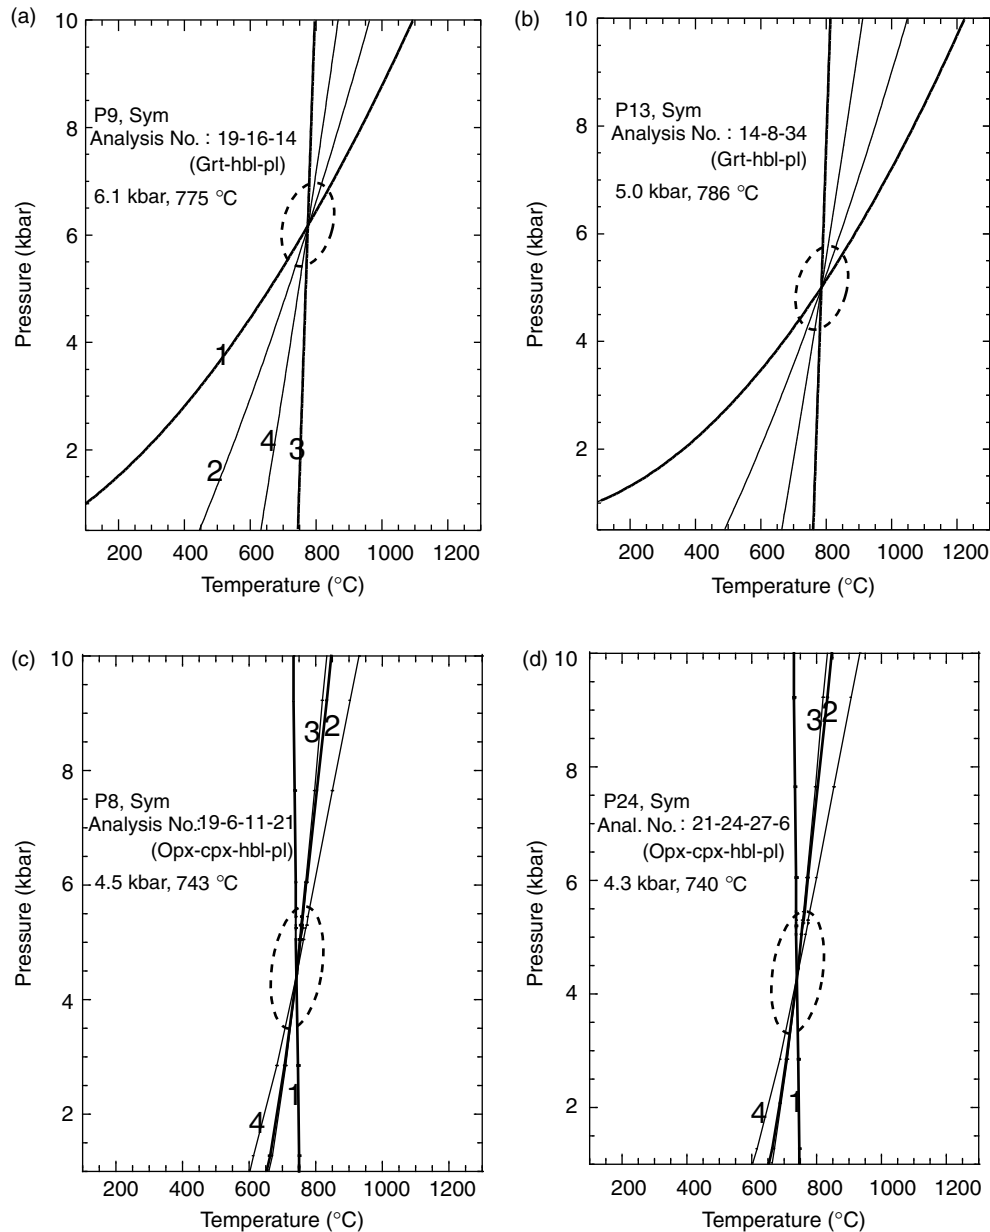 (a)
10
8
6
4
2
Pressure (kbar)
P9, Sym
Analysis No. : 19-16-14
(Grt-hbl-pl)
6.1 kbar, 775 °C
1
2
4
3
200 400 600 800 1000 1200
Temperature (°C)
(b)
10
8
6
4
2
Pressure (kbar)
P13, Sym
Analysis No. : 14-8-34
(Grt-hbl-pl)
5.0 kbar, 786 °C
200 400 600 800 1000 1200
Temperature (°C)
(c)
10
8
6
4
2
Pressure (kbar)
3 2
P8, Sym
Analysis No.:19-6-11-21
(Opx-cpx-hbl-pl)
4.5 kbar, 743 °C
4
1
200 400 600 800 1000 1200
Temperature (°C)
(d)
10
8
6
4
2
Pressure (kbar)
3 2
P24, Sym
Anal. No. : 21-24-27-6
(Opx-cpx-hbl-pl)
4.3 kbar, 740 °C
4
1
200 400 600 800 1000 1200
Temperature (°C)